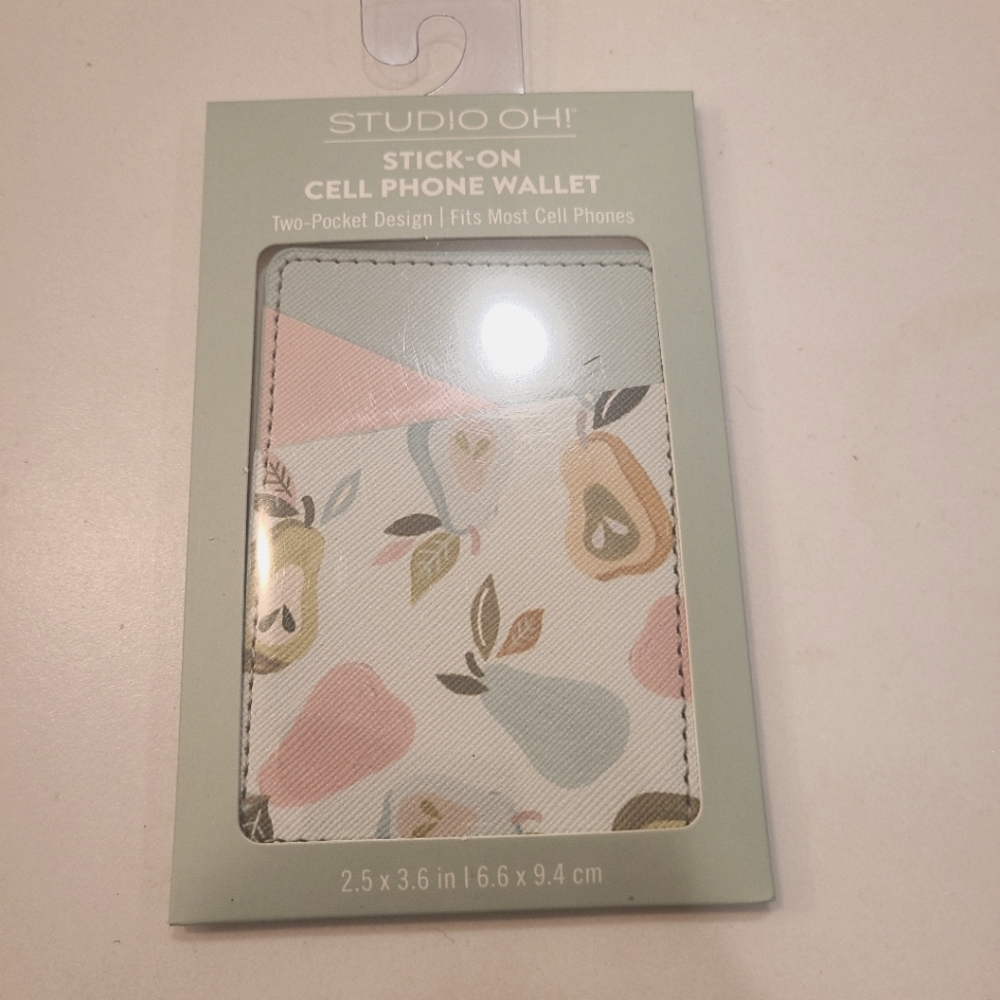 STUDIO OH!
STICK-ON
CELL PHONE WALLET
Two-Pocket Design | Fits Most Cell Phones
2.5 x 3.6 in | 6.6 x 9.4 cm